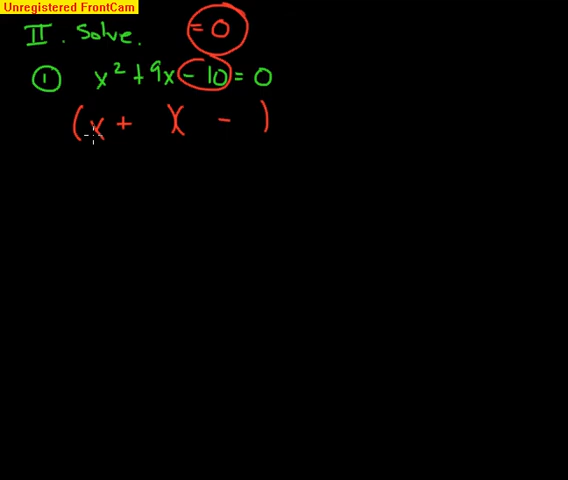 Unregistered FrontCam
II. Solve. = 0
① x² + 9x - 10 = 0
(x + )( - )